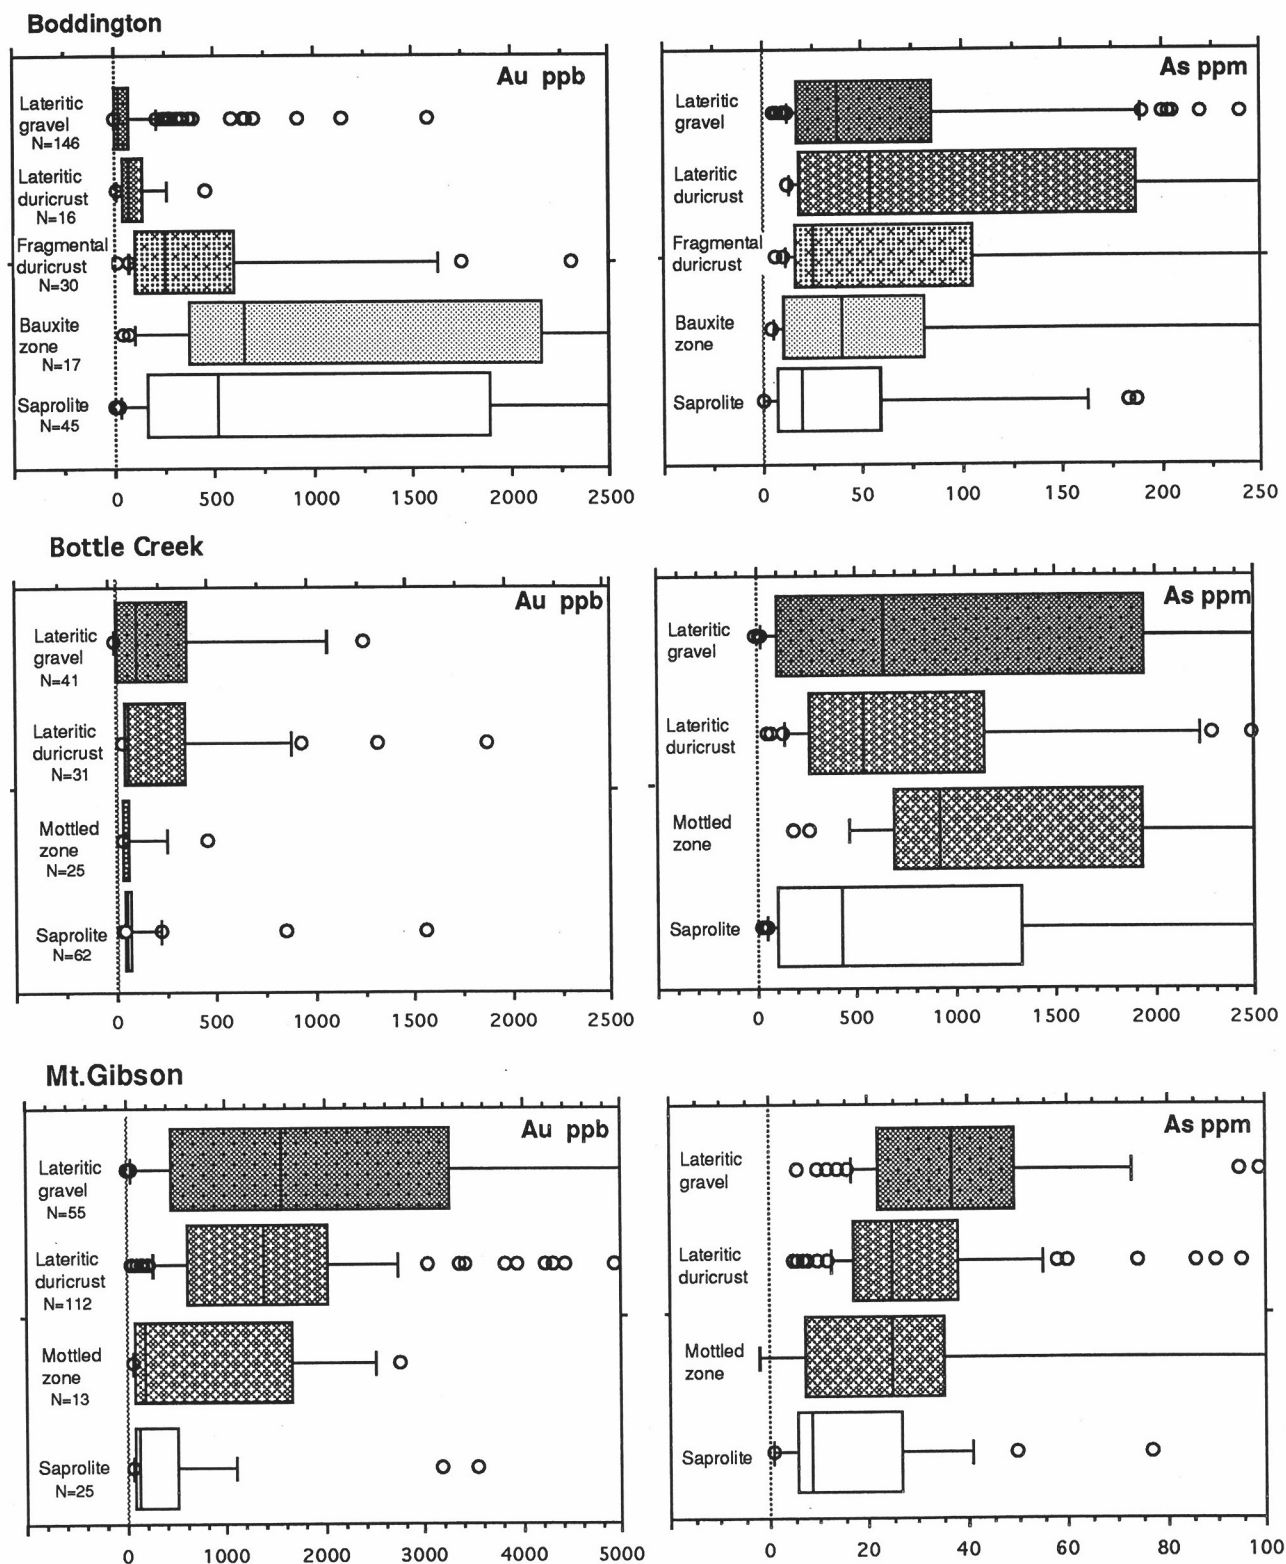 Boddington
Au ppb
Lateritic
gravel
N=146
Lateritic
duricrust
N=16
Fragmental
duricrust
N=30
Bauxite
zone
N=17
Saprolite
N=45
0 500 1000 1500 2000 2500
As ppm
Lateritic
gravel
Lateritic
duricrust
Fragmental
duricrust
Bauxite
zone
Saprolite
0 50 100 150 200 250
Bottle Creek
Au ppb
Lateritic
gravel
N=41
Lateritic
duricrust
N=31
Mottled
zone
N=25
Saprolite
N=62
0 500 1000 1500 2000 2500
As ppm
Lateritic
gravel
Lateritic
duricrust
Mottled
zone
Saprolite
0 500 1000 1500 2000 2500
Mt.Gibson
Au ppb
Lateritic
gravel
N=55
Lateritic
duricrust
N=112
Mottled
zone
N=13
Saprolite
N=25
0 1000 2000 3000 4000 5000
As ppm
Lateritic
gravel
Lateritic
duricrust
Mottled
zone
Saprolite
0 20 40 60 80 100